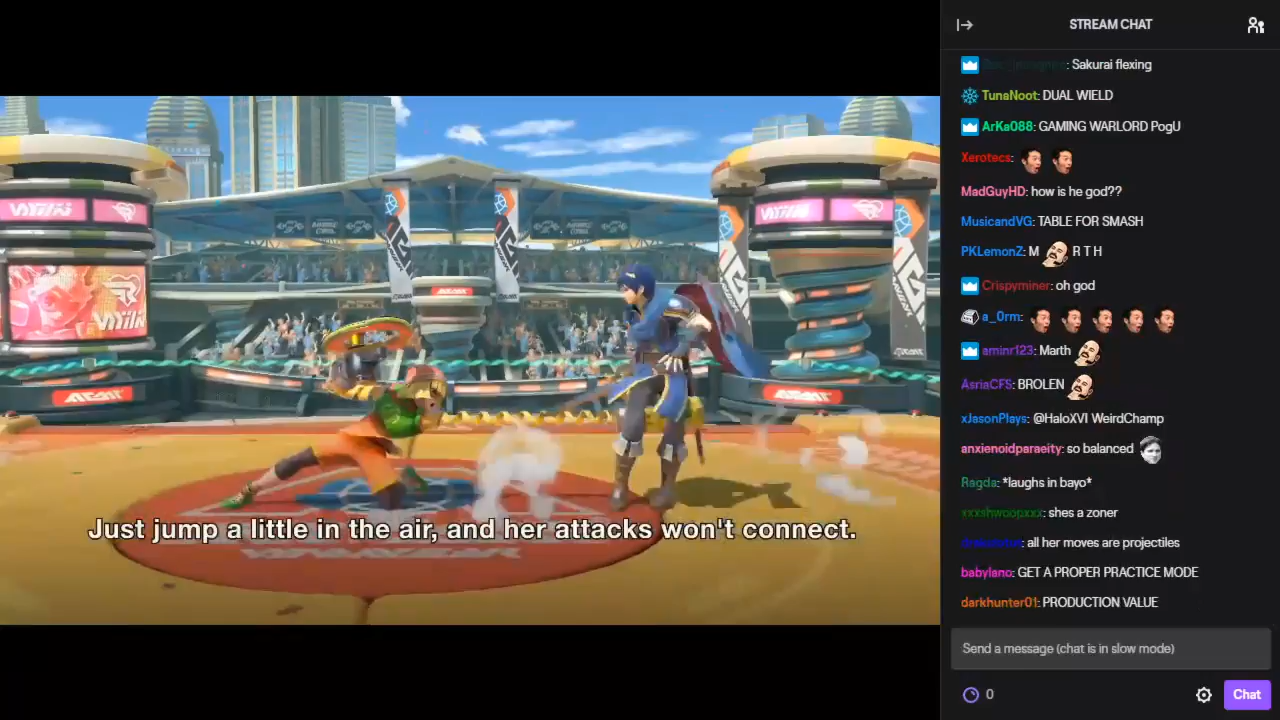 Just jump a little in the air, and her attacks won't connect.
STREAM CHAT
: Sakurai flexing
TunaNoot: DUAL WIELD
ArKa088: GAMING WARLORD PogU
Xerotecs:
MadGuyHD: how is he god??
MusicandVG: TABLE FOR SMASH
PKLemonZ: M R T H
Crispyminer: oh god
a_0rm:
aminr123: Marth
AsriaCFS: BROLEN
xJasonPlays: @HaloXVI WeirdChamp
anxienoidparaeity: so balanced
Ragda: *laughs in bayo*
xxxshwoopxxx: shes a zoner
: all her moves are projectiles
babylano: GET A PROPER PRACTICE MODE
darkhunter01: PRODUCTION VALUE
Send a message (chat is in slow mode)
0
Chat